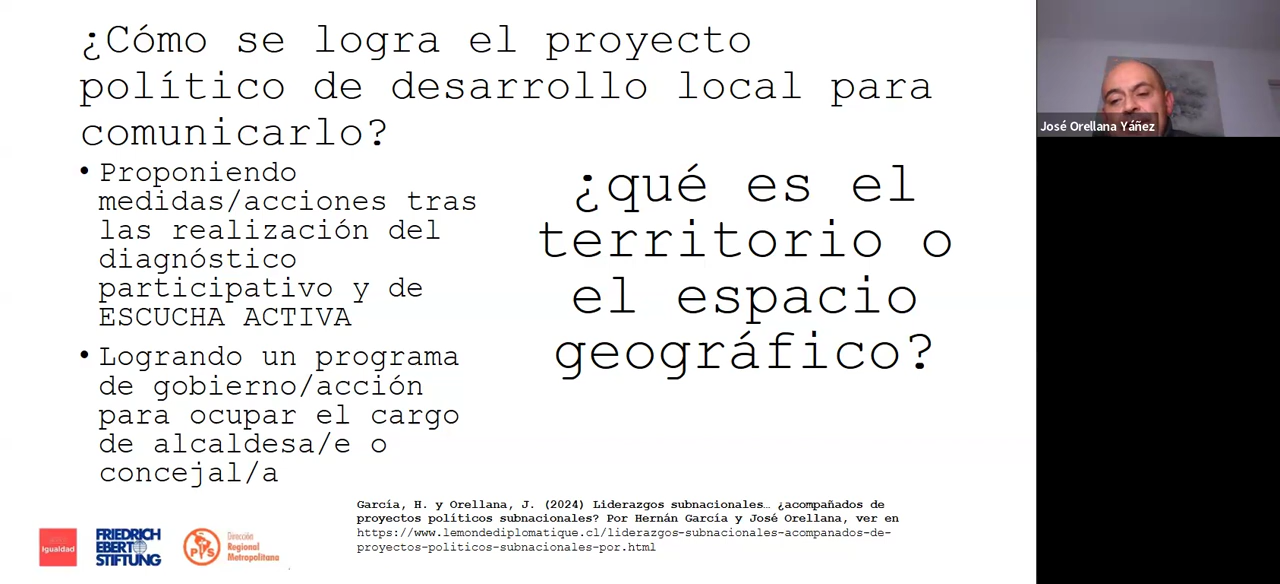 ¿Cómo se logra el proyecto
político de desarrollo local para
comunicarlo?
• Proponiendo
medidas/acciones tras
las realización del
diagnóstico
participativo y de
ESCUCHA ACTIVA
• Logrando un programa
de gobierno/acción
para ocupar el cargo
de alcaldesa/e o
concejal/a
¿qué es el
territorio o
el espacio
geográfico?
García, H. y Orellana, J. (2024) Liderazgos subnacionales… ¿acompañados de
proyectos políticos subnacionales? Por Hernán García y José Orellana, ver en
https://www.lemondediplomatique.cl/liderazgos-subnacionales-acompanados-de-
proyectos-politicos-subnacionales-por.html
Igualdad
FRIEDRICH
EBERT
STIFTUNG
PS
Dirección
Regional
Metropolitana
José Orellana Yáñez